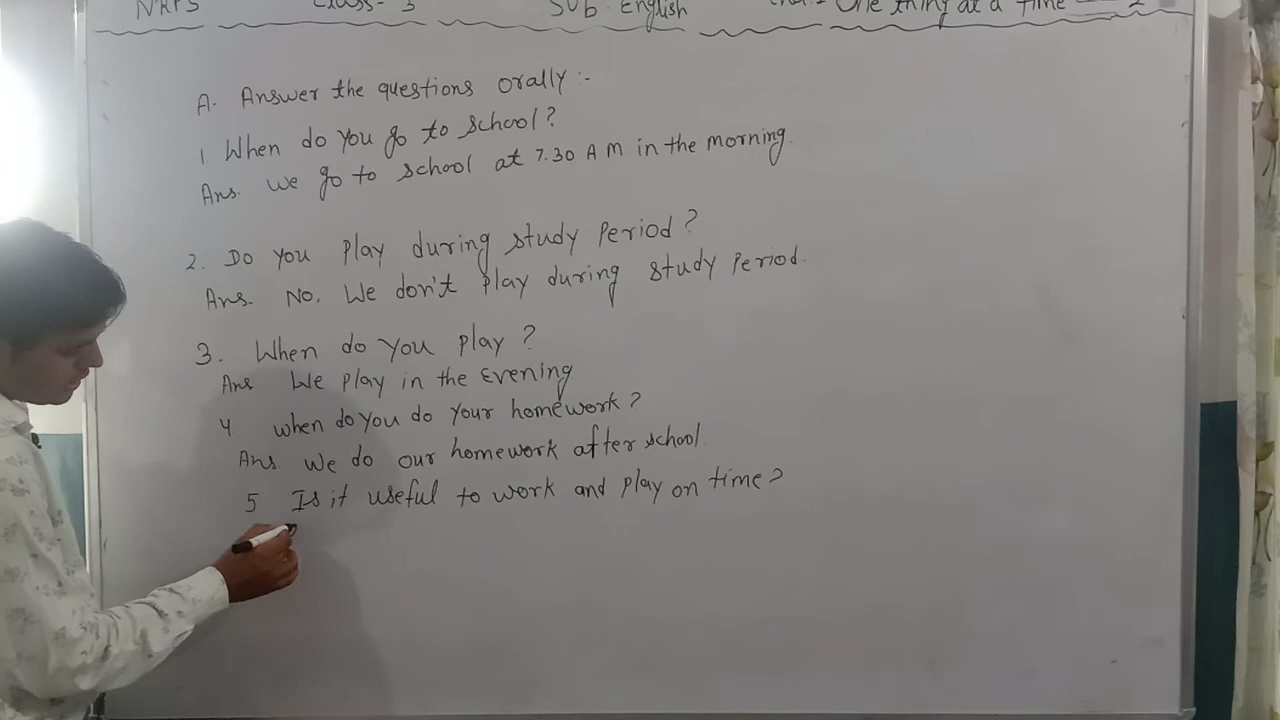 Class - 3 Sub English One thing at a Time 2
A. Answer the questions orally :-
1 When do you go to school?
Ans. We go to school at 7.30 AM in the morning.
2. Do you play during study period?
Ans. No. We don't play during study period.
3. When do you play?
Ans We play in the Evening
4 when do you do your homework?
Ans. We do our homework after school.
5 Is it useful to work and play on time?